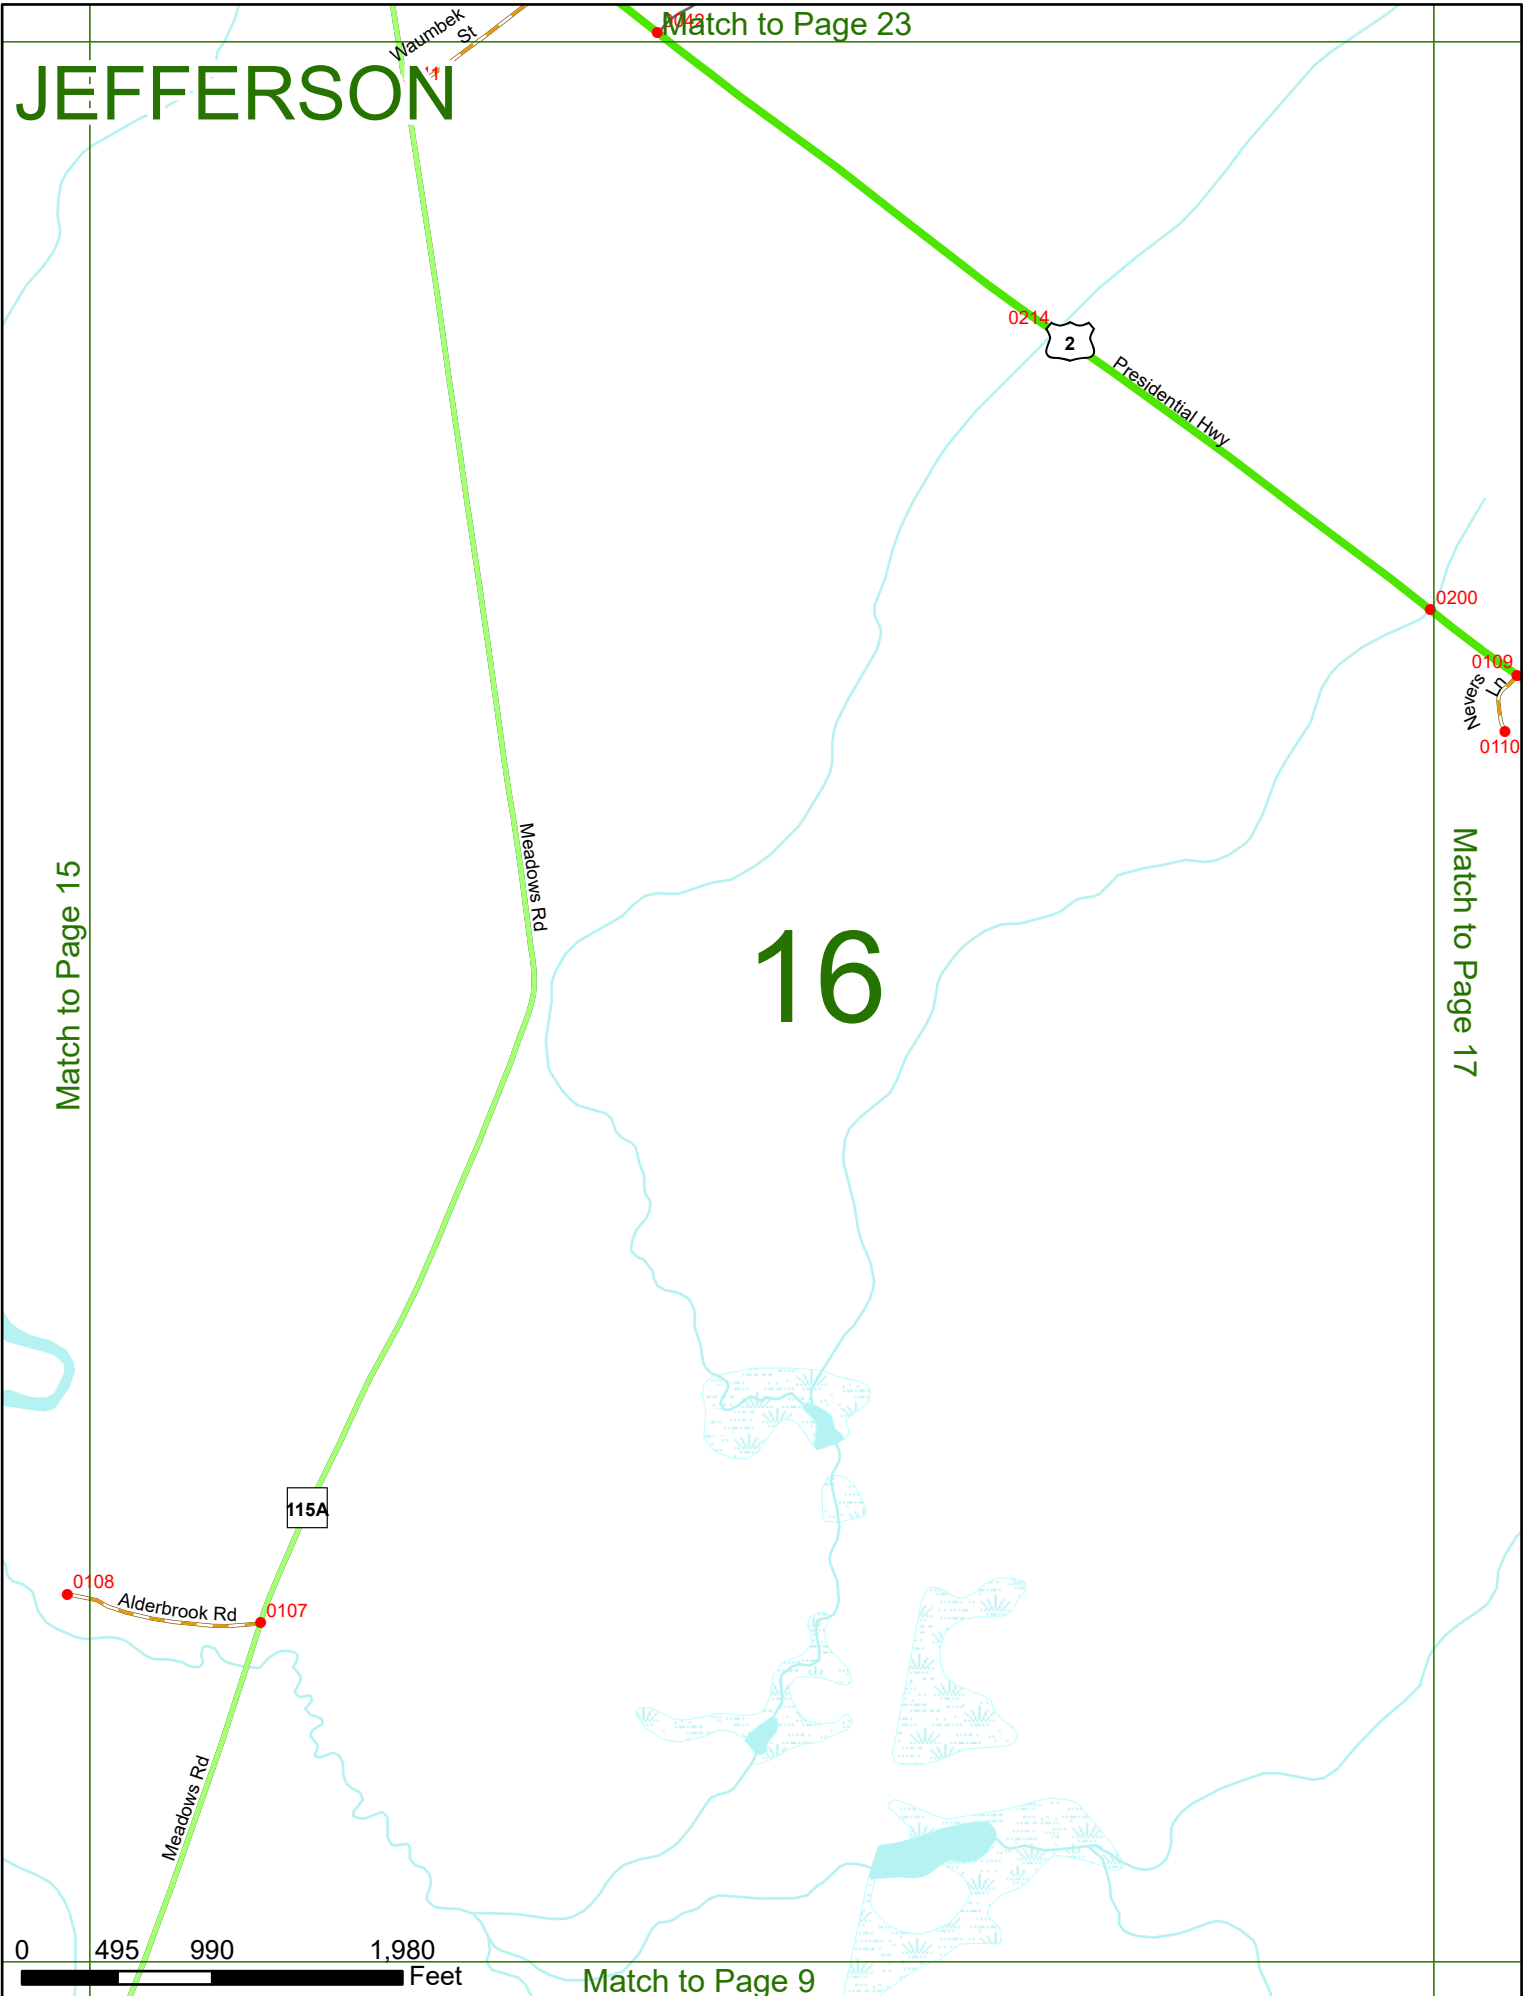 Match to Page 23
Waumbek
St
JEFFERSON
0214
2
Presidential Hwy
0200
0109
Nevers
Ln
0110
Meadows Rd
Match to Page 15
16
Match to Page 17
115A
0108
Alderbrook Rd
0107
Meadows Rd
0 495 990 1,980
Feet
Match to Page 9